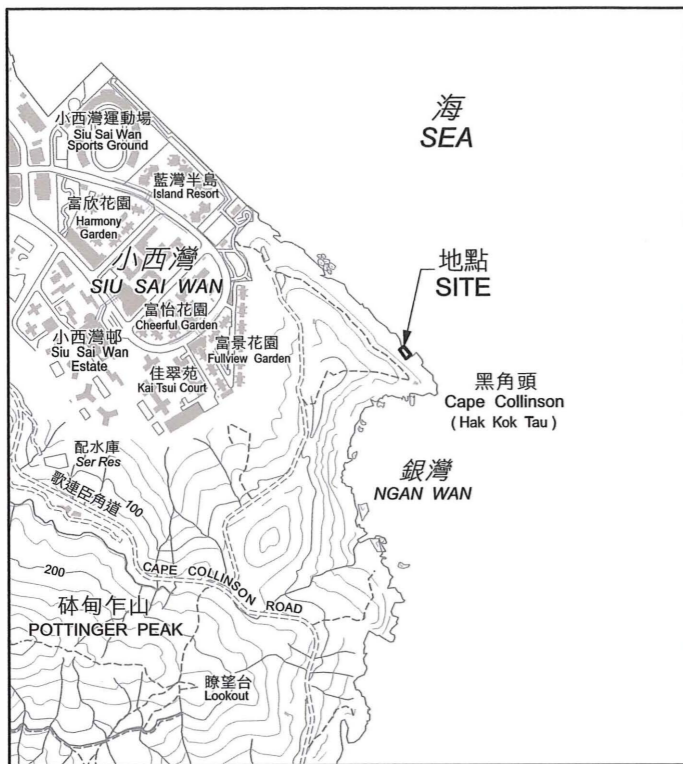 海
SEA
小西灣運動場
Siu Sai Wan
Sports Ground
藍灣半島
Island Resort
富欣花園
Harmony
Garden
小西灣
SIU SAI WAN
地點
SITE
富怡花園
Cheerful Garden
小西灣邨
Siu Sai Wan
Estate
富景花園
Fullview Garden
佳翠苑
Kai Tsui Court
黑角頭
Cape Collinson
(Hak Kok Tau)
配水庫
Ser Res
銀灣
NGAN WAN
歌連臣角道
100
200
CAPE COLLINSON ROAD
砵甸乍山
POTTINGER PEAK
瞭望台
Lookout